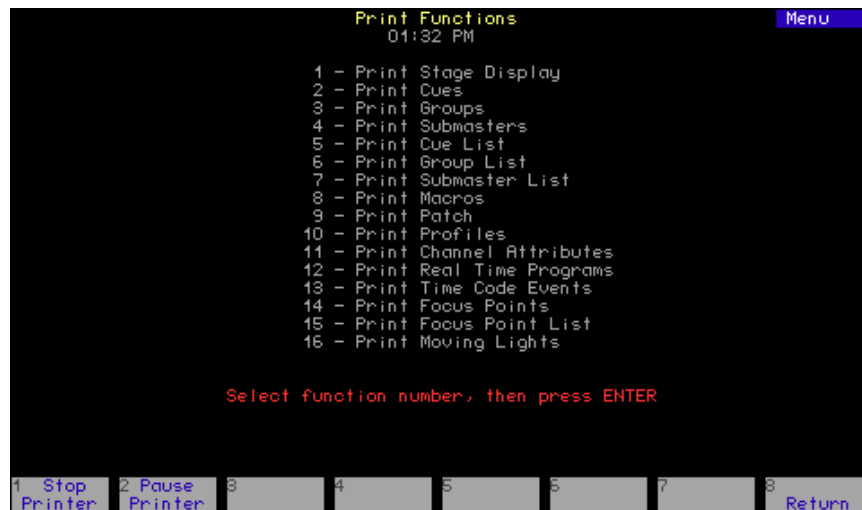 Print Functions Menu
01:32 PM
1 - Print Stage Display
2 - Print Cues
3 - Print Groups
4 - Print Submasters
5 - Print Cue List
6 - Print Group List
7 - Print Submaster List
8 - Print Macros
9 - Print Patch
10 - Print Profiles
11 - Print Channel Attributes
12 - Print Real Time Programs
13 - Print Time Code Events
14 - Print Focus Points
15 - Print Focus Point List
16 - Print Moving Lights
Select function number, then press ENTER
1 Stop 2 Pause 3 4 5 6 7 8
Printer Printer Return